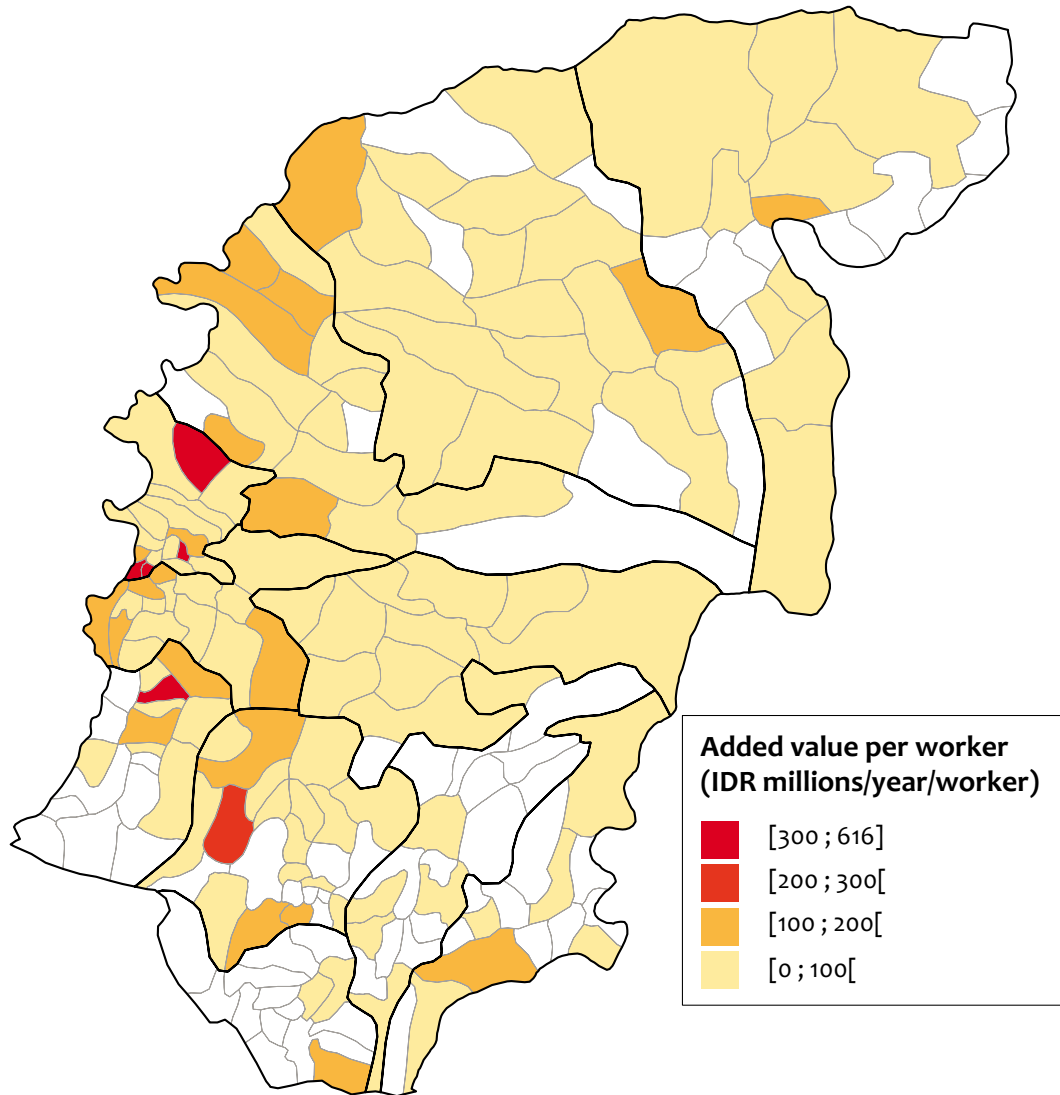 Added value per worker
(IDR millions/year/worker)
[300 ; 616]
[200 ; 300[
[100 ; 200[
[0 ; 100[